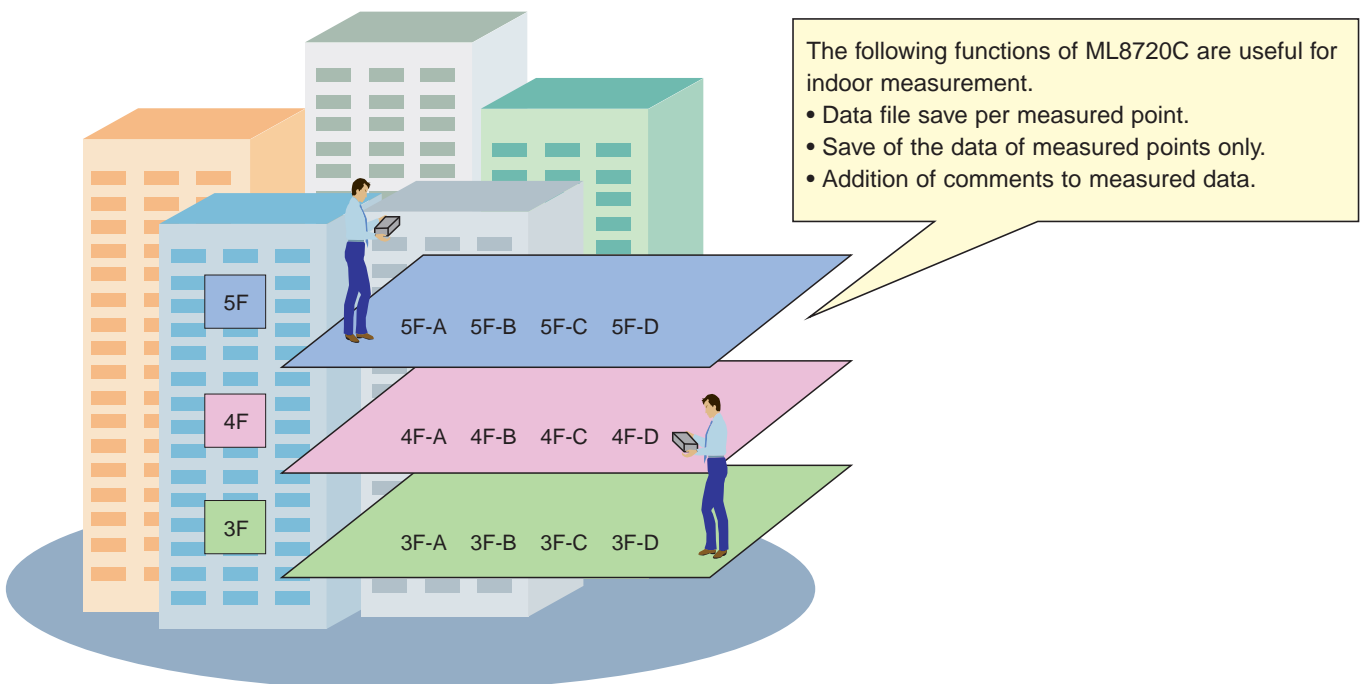 The following functions of ML8720C are useful for
indoor measurement.
• Data file save per measured point.
• Save of the data of measured points only.
• Addition of comments to measured data.
5F
5F-A 5F-B 5F-C 5F-D
4F
4F-A 4F-B 4F-C 4F-D
3F
3F-A 3F-B 3F-C 3F-D